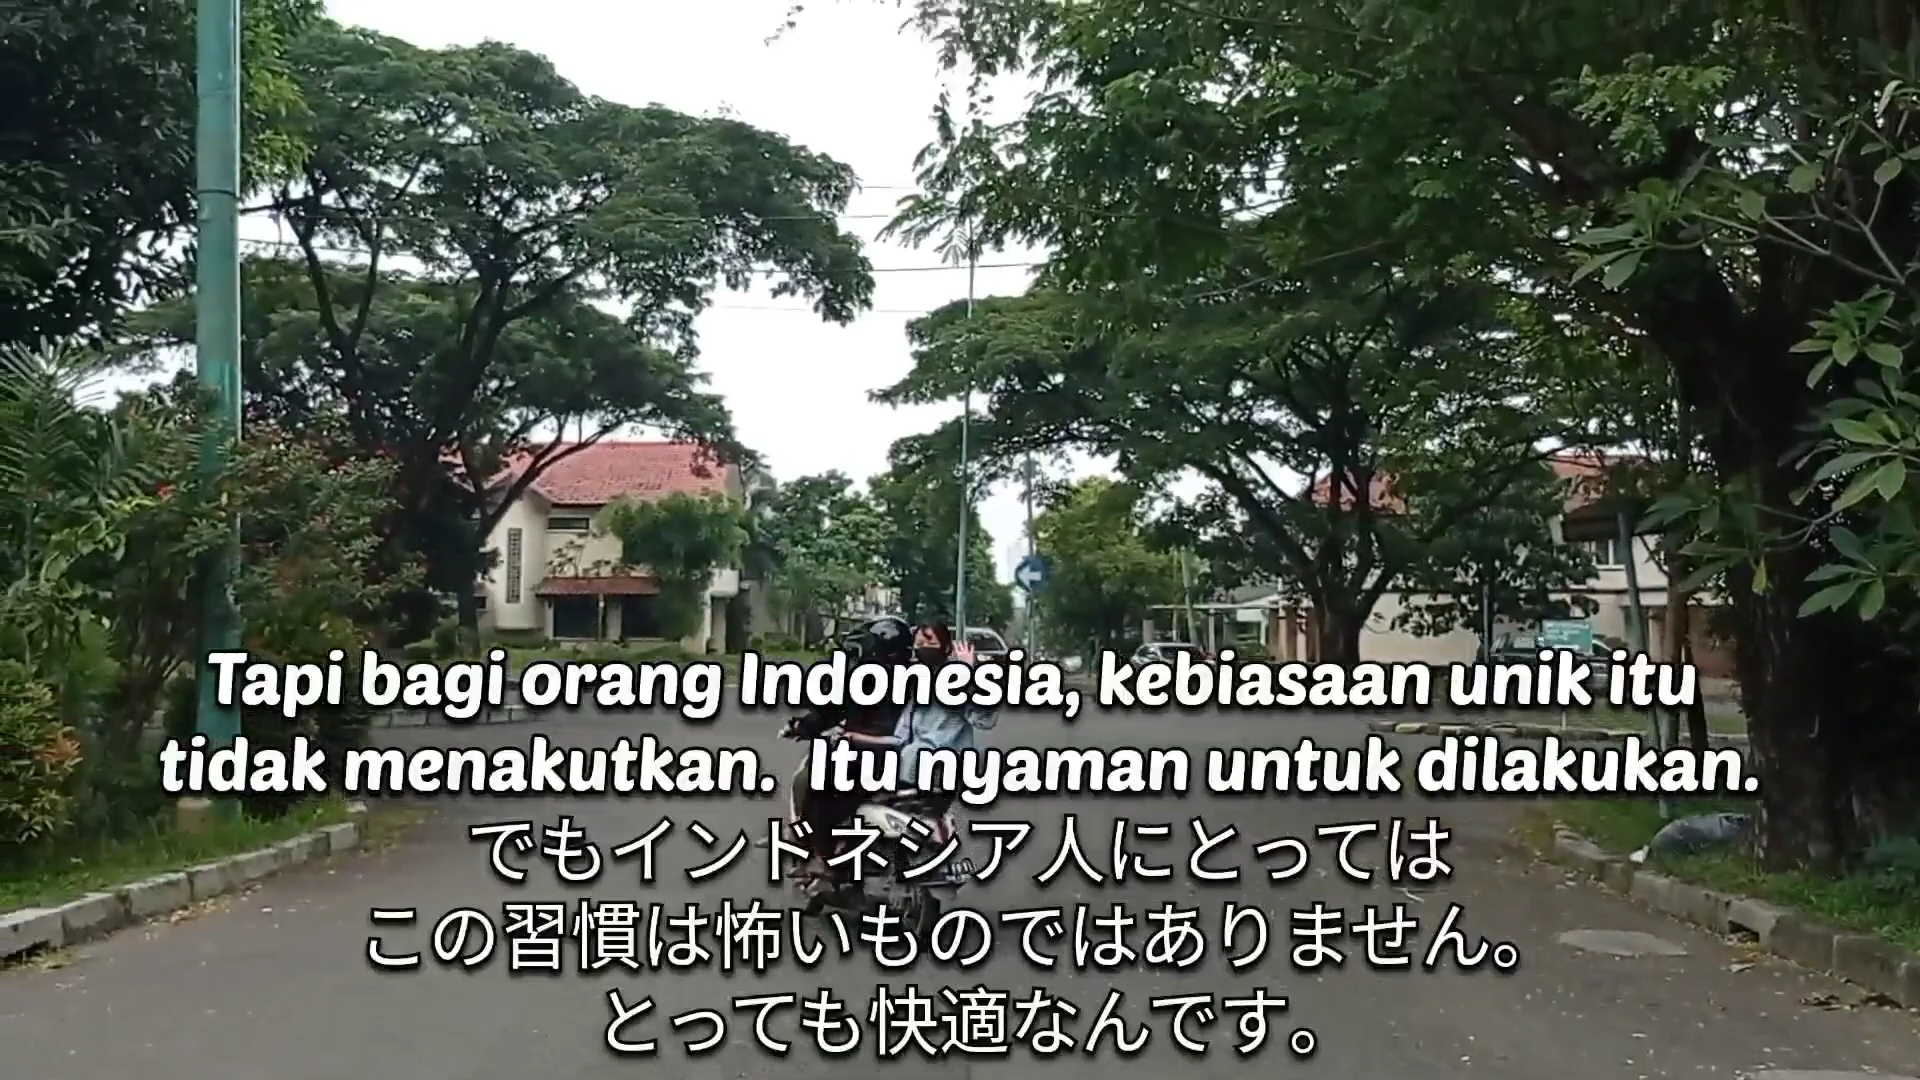 Tapi bagi orang Indonesia, kebiasaan unik itu
tidak menakutkan. Itu nyaman untuk dilakukan.
でもインドネシア人にとっては
この習慣は怖いものではありません。
とっても快適なんです。